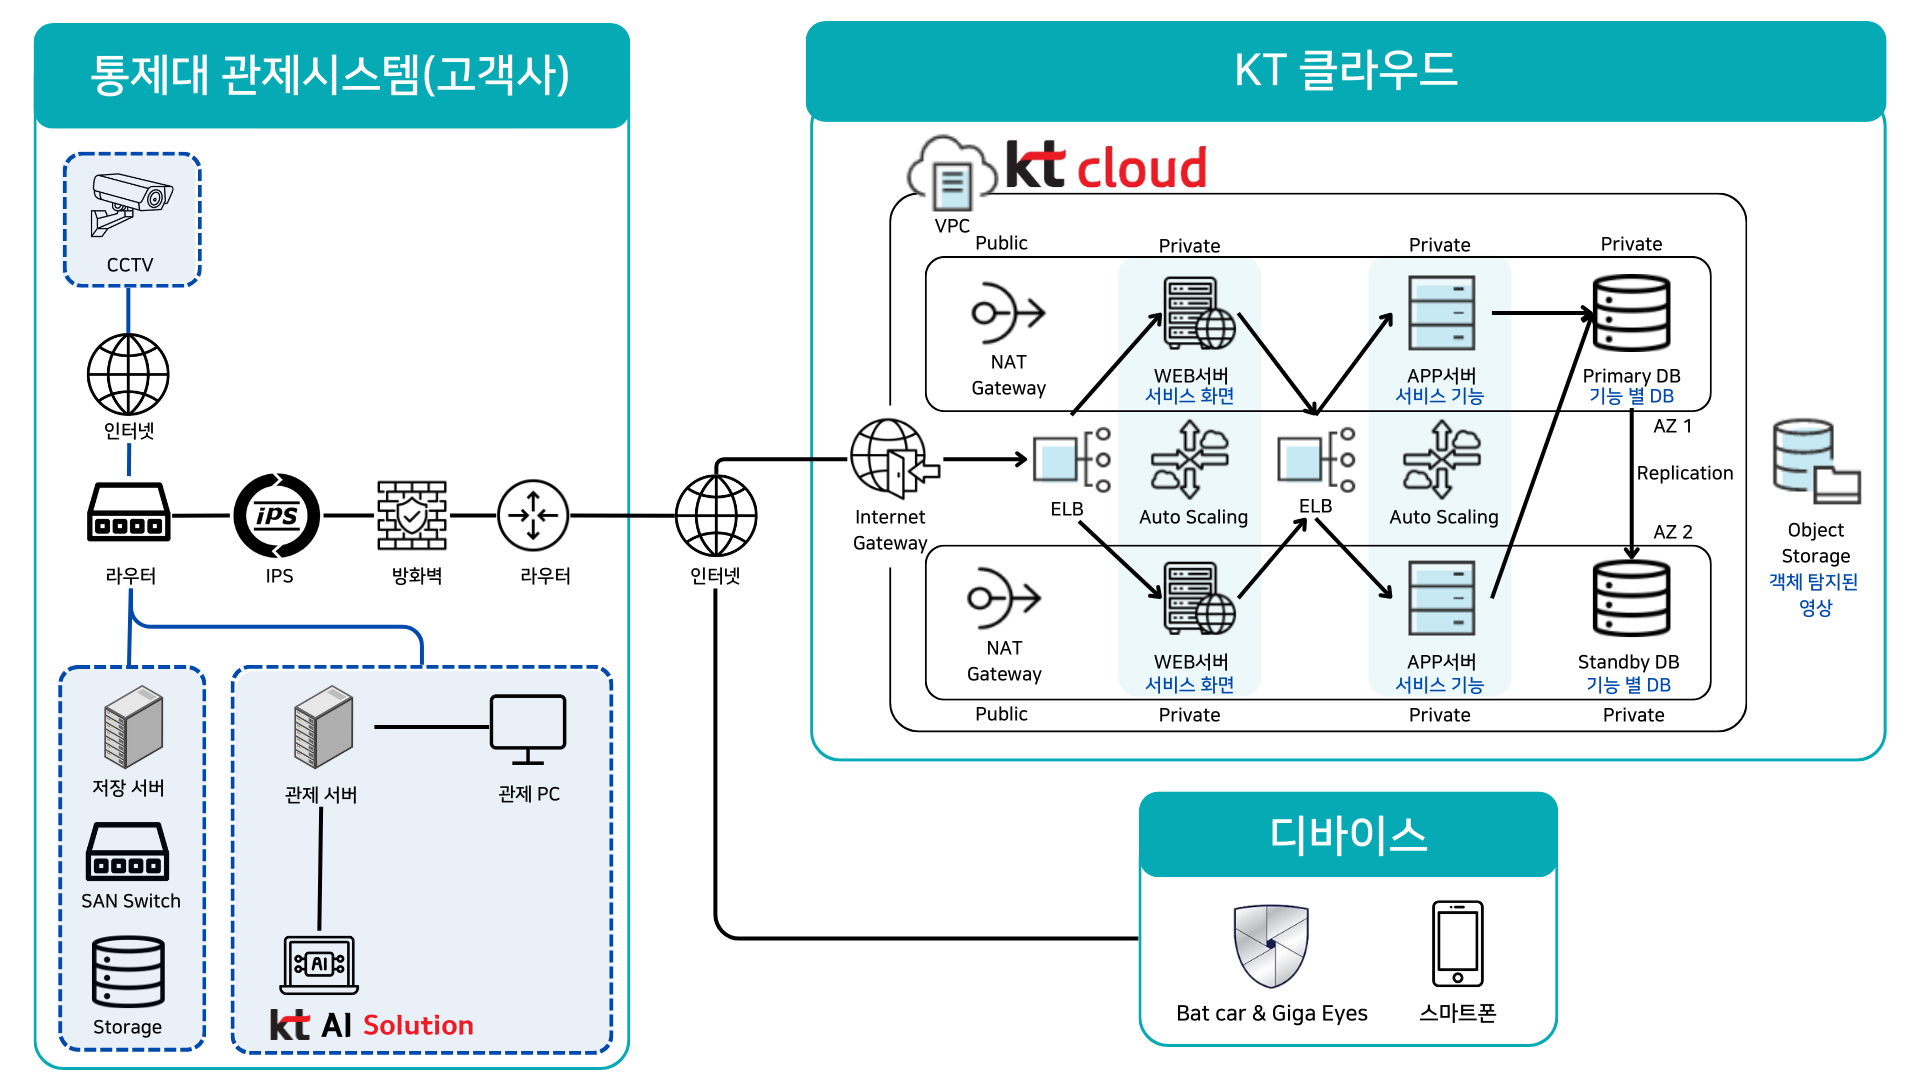 통제대 관제시스템(고객사)
CCTV
인터넷
라우터
IPS
iPS
방화벽
라우터
인터넷
저장 서버
SAN Switch
Storage
관제 서버
관제 PC
AI
kt AI Solution
KT 클라우드
kt cloud
VPC
Public
Private
Private
Private
NAT
Gateway
WEB서버
서비스 화면
APP서버
서비스 기능
Primary DB
기능 별 DB
AZ 1
Internet
Gateway
ELB
Auto Scaling
ELB
Auto Scaling
Replication
AZ 2
NAT
Gateway
WEB서버
서비스 화면
APP서버
서비스 기능
Standby DB
기능 별 DB
Public
Private
Private
Private
Object
Storage
객체 탐지된
영상
디바이스
Bat car & Giga Eyes
스마트폰